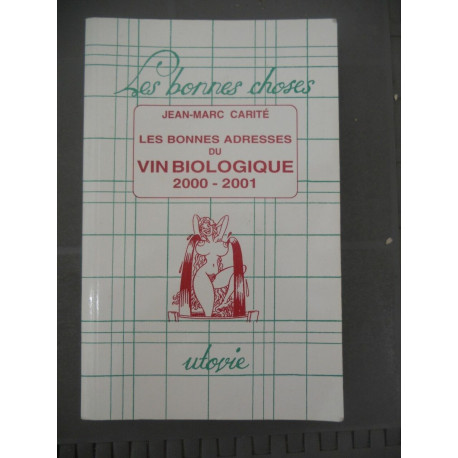 Les bonnes choses
JEAN-MARC CARITÉ
LES BONNES ADRESSES
DU
VIN BIOLOGIQUE
2000 - 2001
utovie